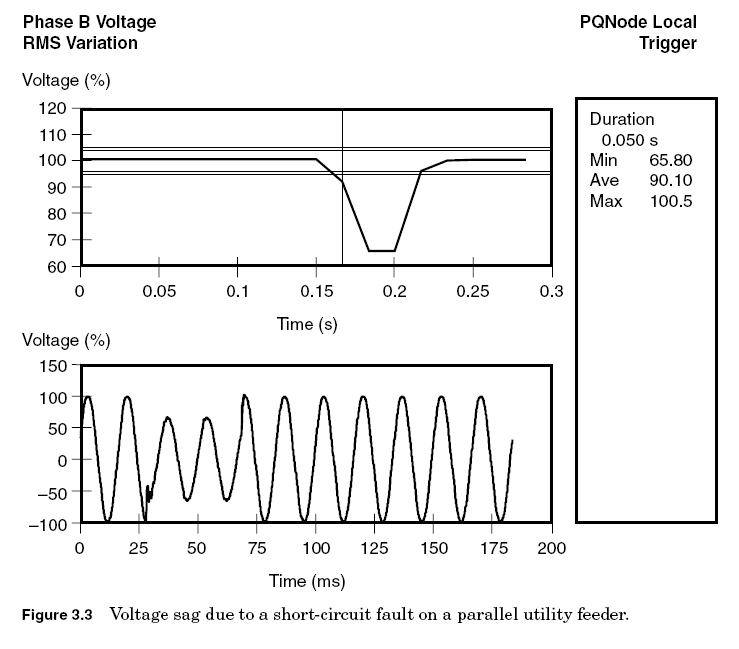 Phase B Voltage
RMS Variation
PQNode Local
Trigger
Voltage (%)
120
110
100
90
80
70
60
0 0.05 0.1 0.15 0.2 0.25 0.3
Time (s)
Duration
0.050 s
Min 65.80
Ave 90.10
Max 100.5
Voltage (%)
150
100
50
0
−50
−100
0 25 50 75 100 125 150 175 200
Time (ms)
Figure 3.3 Voltage sag due to a short-circuit fault on a parallel utility feeder.